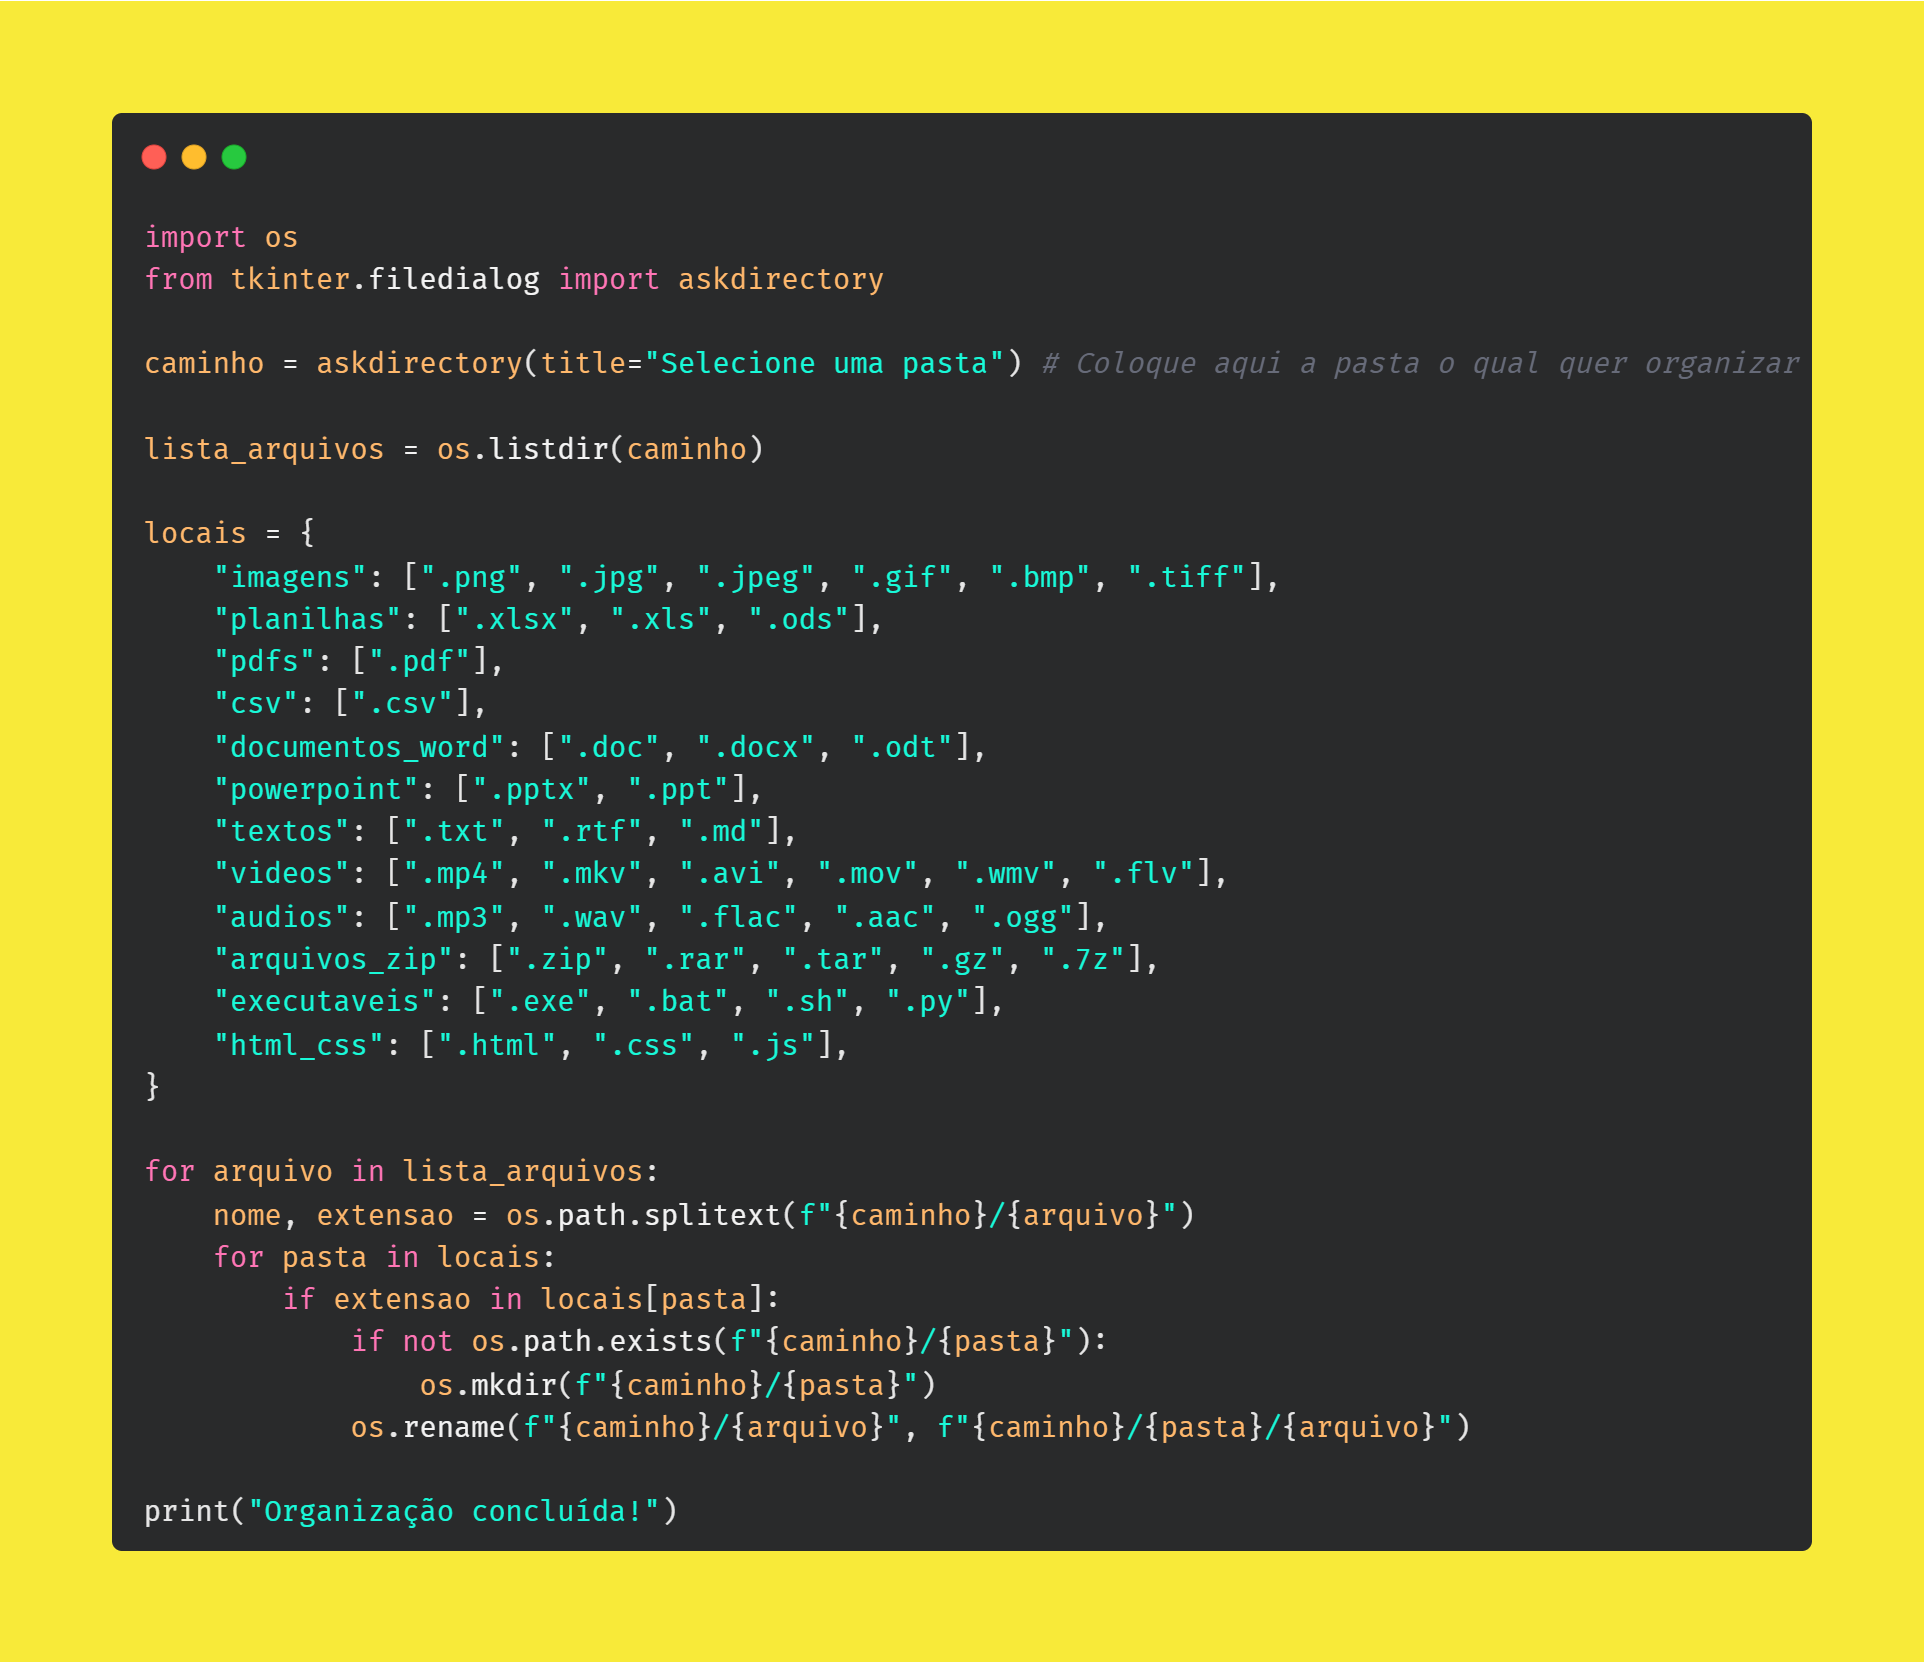 import os
from tkinter.filedialog import askdirectory
caminho = askdirectory(title="Selecione uma pasta") # Coloque aqui a pasta o qual quer organizar
lista_arquivos = os.listdir(caminho)
locais = {
    "imagens": [".png", ".jpg", ".jpeg", ".gif", ".bmp", ".tiff"],
    "planilhas": [".xlsx", ".xls", ".ods"],
    "pdfs": [".pdf"],
    "csv": [".csv"],
    "documentos_word": [".doc", ".docx", ".odt"],
    "powerpoint": [".pptx", ".ppt"],
    "textos": [".txt", ".rtf", ".md"],
    "videos": [".mp4", ".mkv", ".avi", ".mov", ".wmv", ".flv"],
    "audios": [".mp3", ".wav", ".flac", ".aac", ".ogg"],
    "arquivos_zip": [".zip", ".rar", ".tar", ".gz", ".7z"],
    "executaveis": [".exe", ".bat", ".sh", ".py"],
    "html_css": [".html", ".css", ".js"],
}
for arquivo in lista_arquivos:
    nome, extensao = os.path.splitext(f"{caminho}/{arquivo}")
    for pasta in locais:
        if extensao in locais[pasta]:
            if not os.path.exists(f"{caminho}/{pasta}"):
                os.mkdir(f"{caminho}/{pasta}")
            os.rename(f"{caminho}/{arquivo}", f"{caminho}/{pasta}/{arquivo}")
print("Organização concluída!")